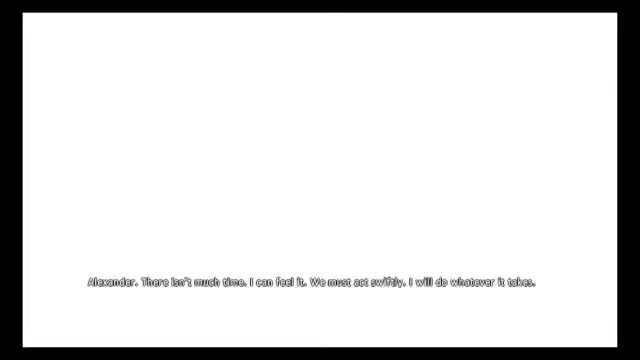 Alexander. There isn't much time. I can feel it. We must act swiftly. I will do whatever it takes.